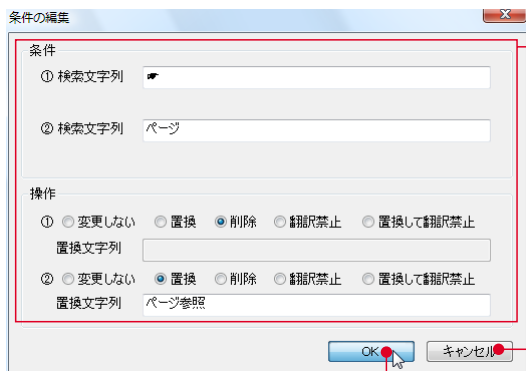 条件の編集
条件
① 検索文字列 ☛
② 検索文字列 ページ
操作
① 変更しない 置換 削除 翻訳禁止 置換して翻訳禁止
置換文字列
② 変更しない 置換 削除 翻訳禁止 置換して翻訳禁止
置換文字列 ページ参照
OK キャンセル